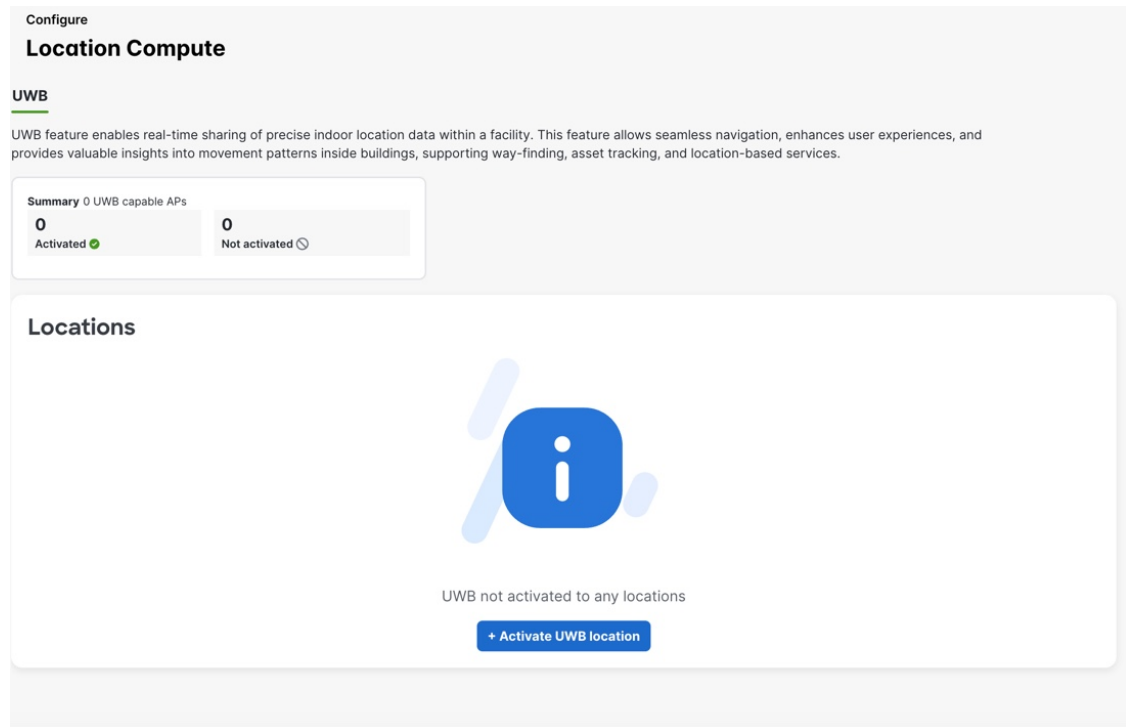 Configure
Location Compute
UWB
UWB feature enables real-time sharing of precise indoor location data within a facility. This feature allows seamless navigation, enhances user experiences, and
provides valuable insights into movement patterns inside buildings, supporting way-finding, asset tracking, and location-based services.
Summary 0 UWB capable APs
0 0
Activated Not activated
Locations
UWB not activated to any locations
+ Activate UWB location